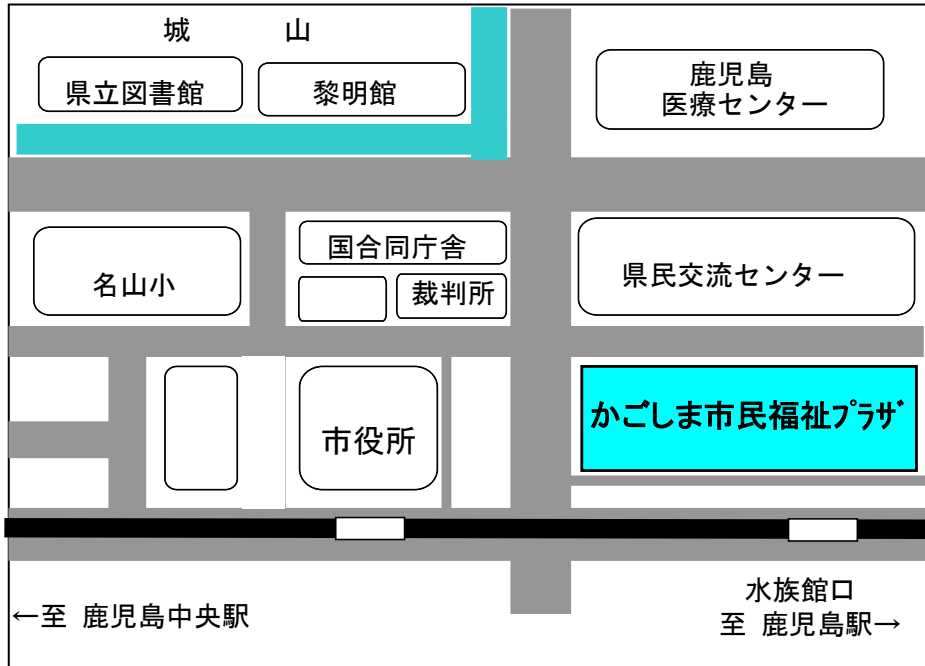 城 山
県立図書館
黎明館
鹿児島
医療センター
名山小
国合同庁舎
裁判所
県民交流センター
市役所
かごしま市民福祉ﾌﾟﾗｻﾞ
←至 鹿児島中央駅
水族館口
至 鹿児島駅→